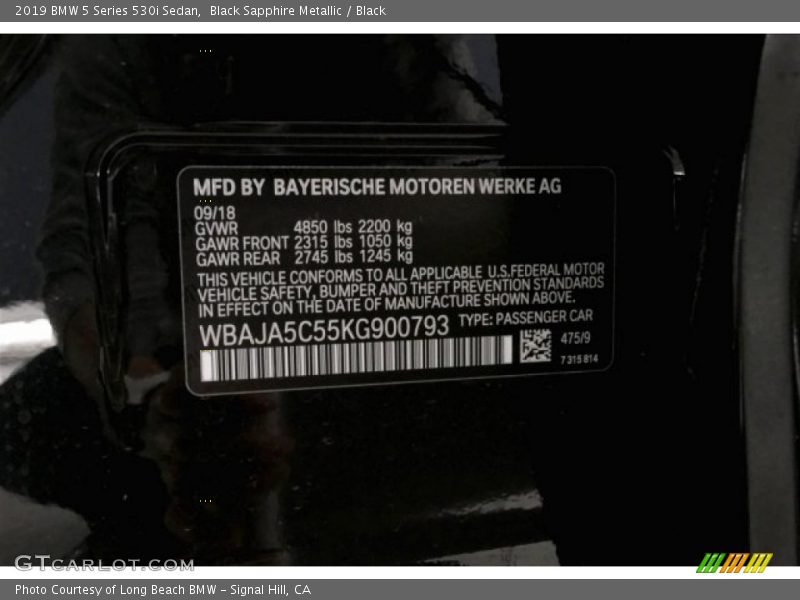 2019 BMW 5 Series 530i Sedan,  Black Sapphire Metallic / Black
MFD BY BAYERISCHE MOTOREN WERKE AG
09/18
GVWR 4850 lbs 2200 kg
GAWR FRONT 2315 lbs 1050 kg
GAWR REAR 2745 lbs 1245 kg
THIS VEHICLE CONFORMS TO ALL APPLICABLE U.S.FEDERAL MOTOR
VEHICLE SAFETY, BUMPER AND THEFT PREVENTION STANDARDS
IN EFFECT ON THE DATE OF MANUFACTURE SHOWN ABOVE.
WBAJA5C55KG900793 TYPE: PASSENGER CAR
475/9
7 315 814
GTCARLOT.COM
Photo Courtesy of Long Beach BMW – Signal Hill, CA